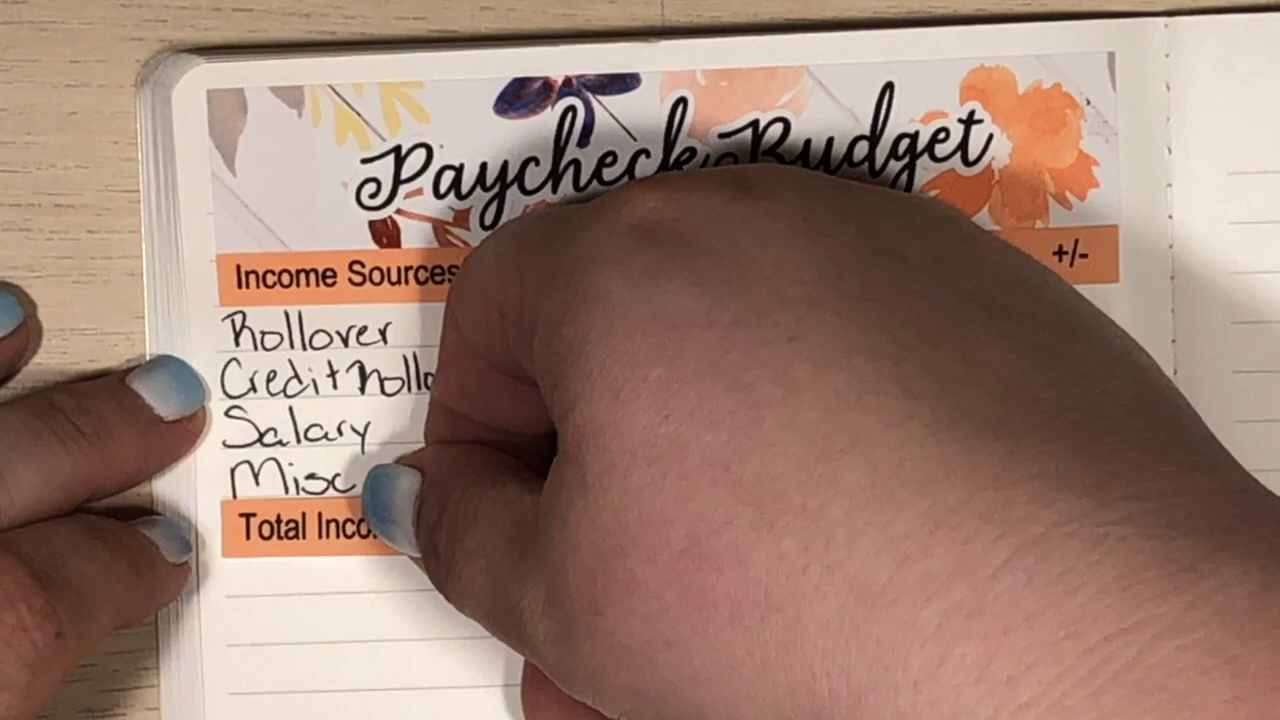 Paycheck Budget
Income Sources +/-
Rollover
Credit Rollo
Salary
Misc
Total Inco